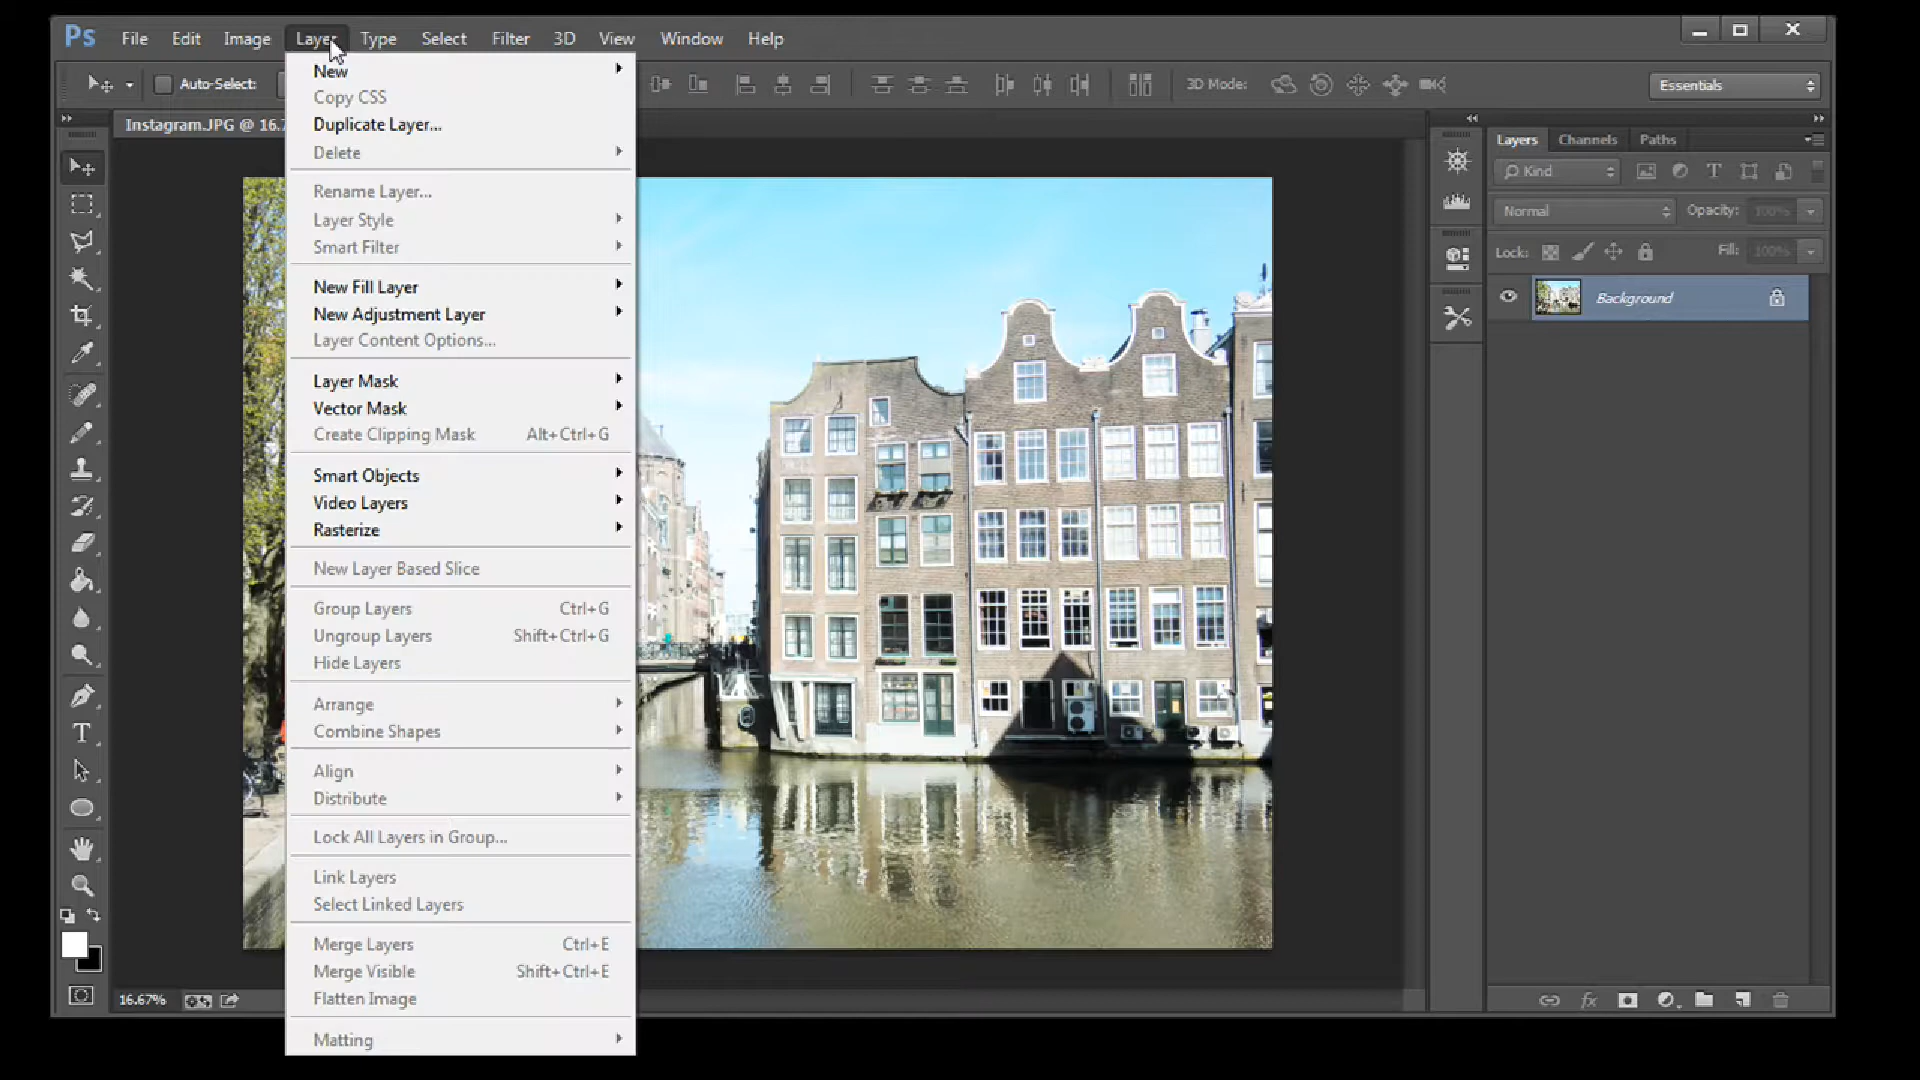 Ps File Edit Image Layer Type Select Filter 3D View Window Help
Auto-Select: 3D Mode: Essentials
Instagram.JPG @ 16.7
New
Copy CSS
Duplicate Layer...
Delete
Rename Layer...
Layer Style
Smart Filter
New Fill Layer
New Adjustment Layer
Layer Content Options...
Layer Mask
Vector Mask
Create Clipping Mask Alt+Ctrl+G
Smart Objects
Video Layers
Rasterize
New Layer Based Slice
Group Layers Ctrl+G
Ungroup Layers Shift+Ctrl+G
Hide Layers
Arrange
Combine Shapes
Align
Distribute
Lock All Layers in Group...
Link Layers
Select Linked Layers
Merge Layers Ctrl+E
Merge Visible Shift+Ctrl+E
Flatten Image
Matting
16.67%
Layers Channels Paths
Kind
Normal Opacity: 100%
Lock: Fill: 100%
Background
fx